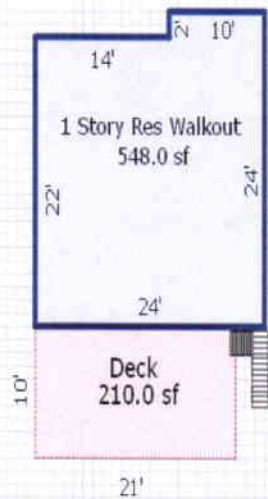 2'
10'
14'
1 Story Res Walkout
548.0 sf
22'
24'
24'
Deck
210.0 sf
10'
21'